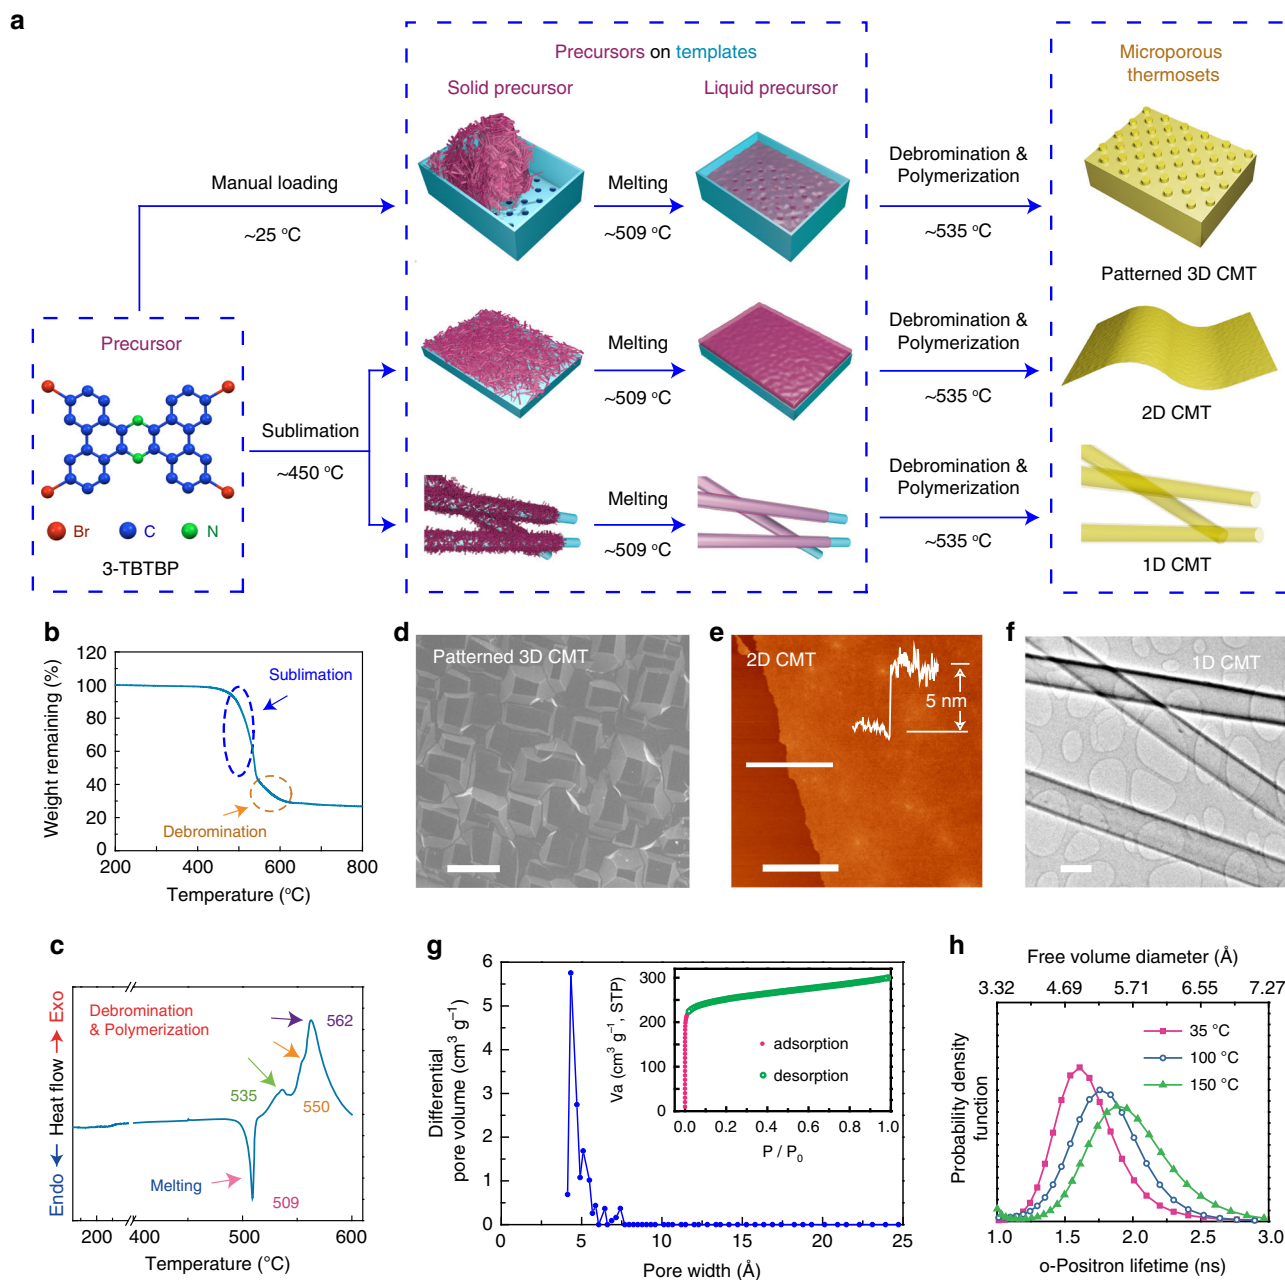 a
Precursors on templates
Solid precursor
Liquid precursor
Microporous
thermosets
Manual loading
~25 °C
Melting
~509 °C
Debromination &
Polymerization
~535 °C
Patterned 3D CMT
Precursor
Br
C
N
3-TBTBP
Sublimation
~450 °C
Melting
~509 °C
Debromination &
Polymerization
~535 °C
2D CMT
Melting
~509 °C
Debromination &
Polymerization
~535 °C
1D CMT
b
120
100
80
60
40
20
0
Weight remaining (%)
Sublimation
Debromination
200
400
600
800
Temperature (°C)
c
Endo ← Heat flow → Exo
Debromination
& Polymerization
562
535
550
Melting
509
200
400
500
600
Temperature (°C)
d
Patterned 3D CMT
e
2D CMT
5 nm
f
1D CMT
g
6
5
4
3
2
1
0
Differential
pore volume (cm³ g⁻¹)
0
5
10
15
20
25
Pore width (Å)
300
200
100
0
Va (cm³ g⁻¹, STP)
adsorption
desorption
0.0
0.2
0.4
0.6
0.8
1.0
P / P₀
h
Free volume diameter (Å)
3.32
4.69
5.71
6.55
7.27
35 °C
100 °C
150 °C
Probability density
function
1.0
1.5
2.0
2.5
3.0
o-Positron lifetime (ns)